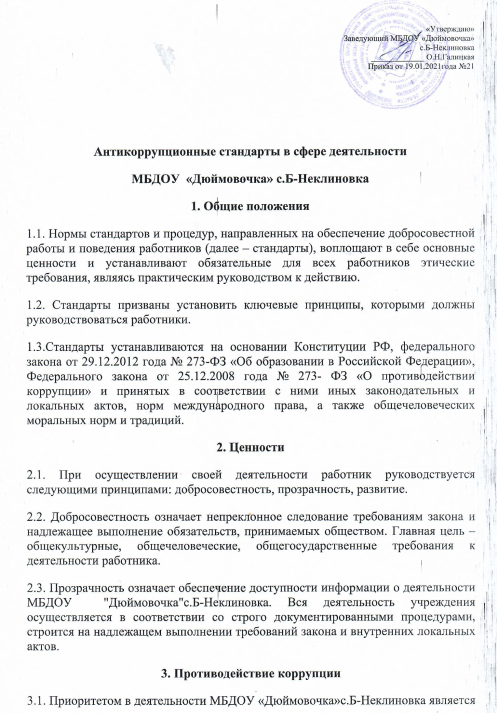 «Утверждаю»
Заведующий МБДОУ «Дюймовочка»
с.Б-Неклиновка
О.Н.Галицкая
Приказ от 19.01.2021года №21
Антикоррупционные стандарты в сфере деятельности
МБДОУ «Дюймовочка» с.Б-Неклиновка
1. Общие положения
1.1. Нормы стандартов и процедур, направленных на обеспечение добросовестной
работы и поведения работников (далее – стандарты), воплощают в себе основные
ценности и устанавливают обязательные для всех работников этические
требования, являясь практическим руководством к действию.
1.2. Стандарты призваны установить ключевые принципы, которыми должны
руководствоваться работники.
1.3.Стандарты устанавливаются на основании Конституции РФ, федерального
закона от 29.12.2012 года № 273-ФЗ «Об образовании в Российской Федерации»,
Федерального закона от 25.12.2008 года № 273- ФЗ «О противодействии
коррупции» и принятых в соответствии с ними иных законодательных и
локальных актов, норм международного права, а также общечеловеческих
моральных норм и традиций.
2. Ценности
2.1. При осуществлении своей деятельности работник руководствуется
следующими принципами: добросовестность, прозрачность, развитие.
2.2. Добросовестность означает непреклонное следование требованиям закона и
надлежащее выполнение обязательств, принимаемых обществом. Главная цель –
общекультурные, общечеловеческие, общегосударственные требования к
деятельности работника.
2.3. Прозрачность означает обеспечение доступности информации о деятельности
МБДОУ "Дюймовочка"с.Б-Неклиновка. Вся деятельность учреждения
осуществляется в соответствии со строго документированными процедурами,
строится на надлежащем выполнении требований закона и внутренних локальных
актов.
3. Противодействие коррупции
3.1. Приоритетом в деятельности МБДОУ «Дюймовочка»с.Б-Неклиновка является